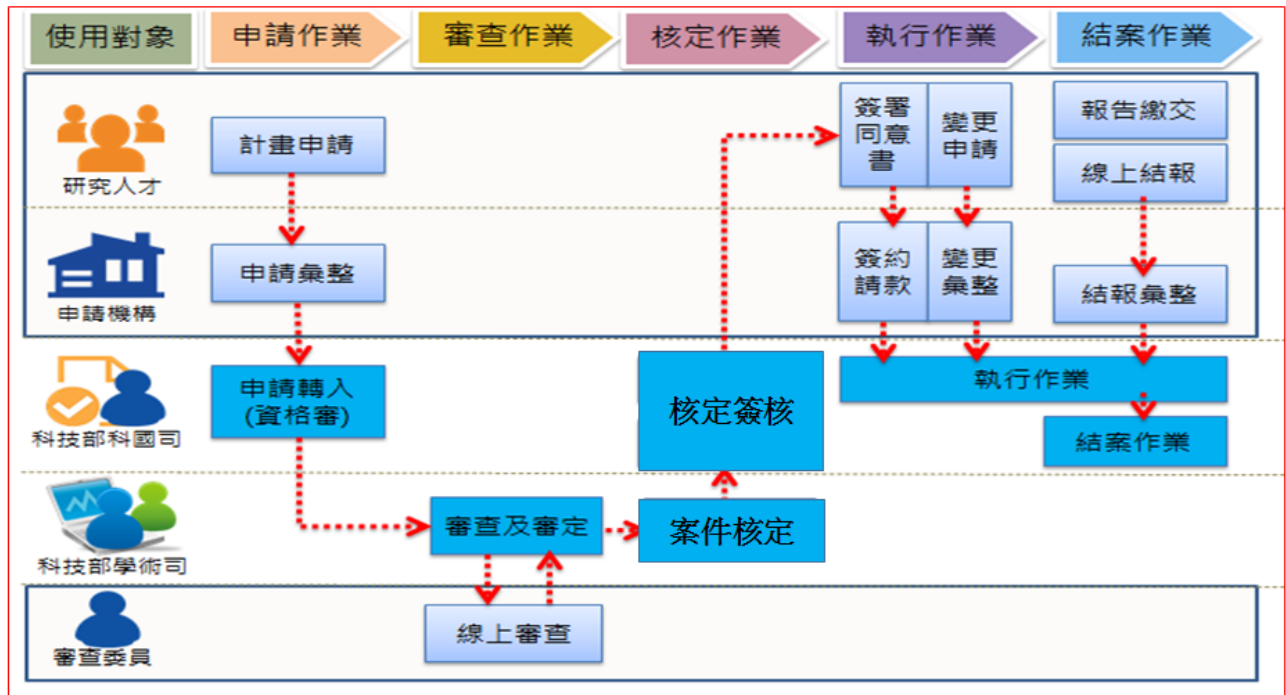 使用對象
申請作業
審查作業
核定作業
執行作業
結案作業
研究人才
計畫申請
簽署
同意
書
變更
申請
報告繳交
線上結報
申請機構
申請彙整
簽約
請款
變更
彙整
結報彙整
科技部科國司
申請轉入
(資格審)
核定簽核
執行作業
結案作業
科技部學術司
審查及審定
案件核定
審查委員
線上審查